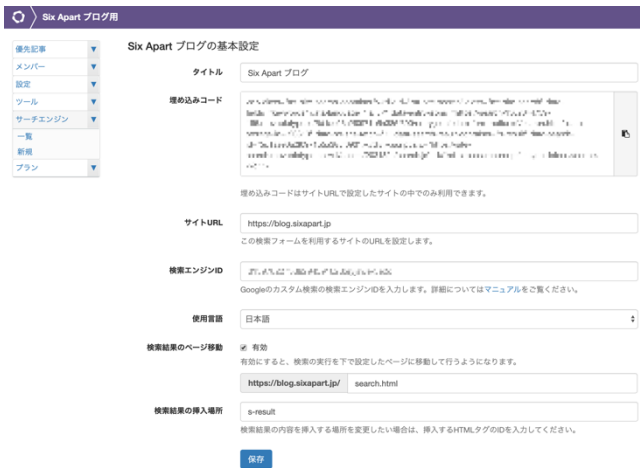 Six Apart ブログ用
優先記事
メンバー
設定
ツール
サーチエンジン
一覧
新規
プラン
Six Apart ブログの基本設定
タイトル
Six Apart ブログ
埋め込みコード
埋め込みコードはサイトURLで設定したサイトの中でのみ利用できます。
サイトURL
https://blog.sixapart.jp
この検索フォームを利用するサイトのURLを設定します。
検索エンジンID
Googleのカスタム検索の検索エンジンIDを入力します。詳細についてはマニュアルをご覧ください。
使用言語
日本語
検索結果のページ移動
有効
有効にすると、検索の実行を下で設定したページに移動して行うようになります。
https://blog.sixapart.jp/ search.html
検索結果の挿入場所
s-result
検索結果の内容を挿入する場所を変更したい場合は、挿入するHTMLタグのIDを入力してください。
保存